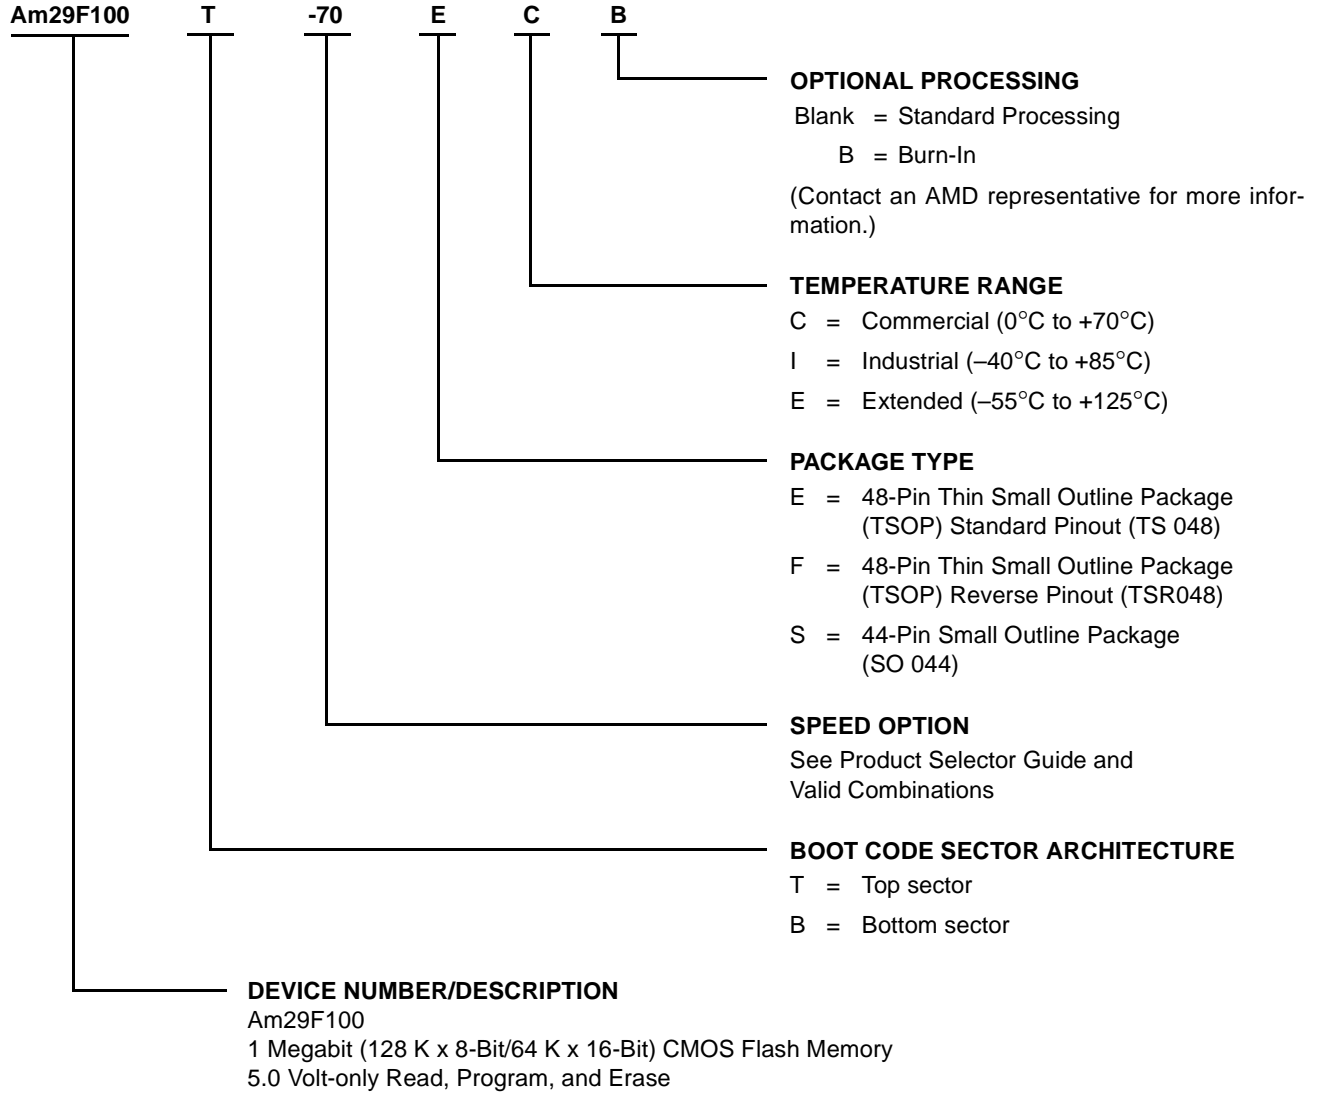 Am29F100 T -70 E C B
OPTIONAL PROCESSING
Blank = Standard Processing
B = Burn-In
(Contact an AMD representative for more infor-
mation.)
TEMPERATURE RANGE
C = Commercial (0°C to +70°C)
I = Industrial (–40°C to +85°C)
E = Extended (–55°C to +125°C)
PACKAGE TYPE
E = 48-Pin Thin Small Outline Package
(TSOP) Standard Pinout (TS 048)
F = 48-Pin Thin Small Outline Package
(TSOP) Reverse Pinout (TSR048)
S = 44-Pin Small Outline Package
(SO 044)
SPEED OPTION
See Product Selector Guide and
Valid Combinations
BOOT CODE SECTOR ARCHITECTURE
T = Top sector
B = Bottom sector
DEVICE NUMBER/DESCRIPTION
Am29F100
1 Megabit (128 K x 8-Bit/64 K x 16-Bit) CMOS Flash Memory
5.0 Volt-only Read, Program, and Erase